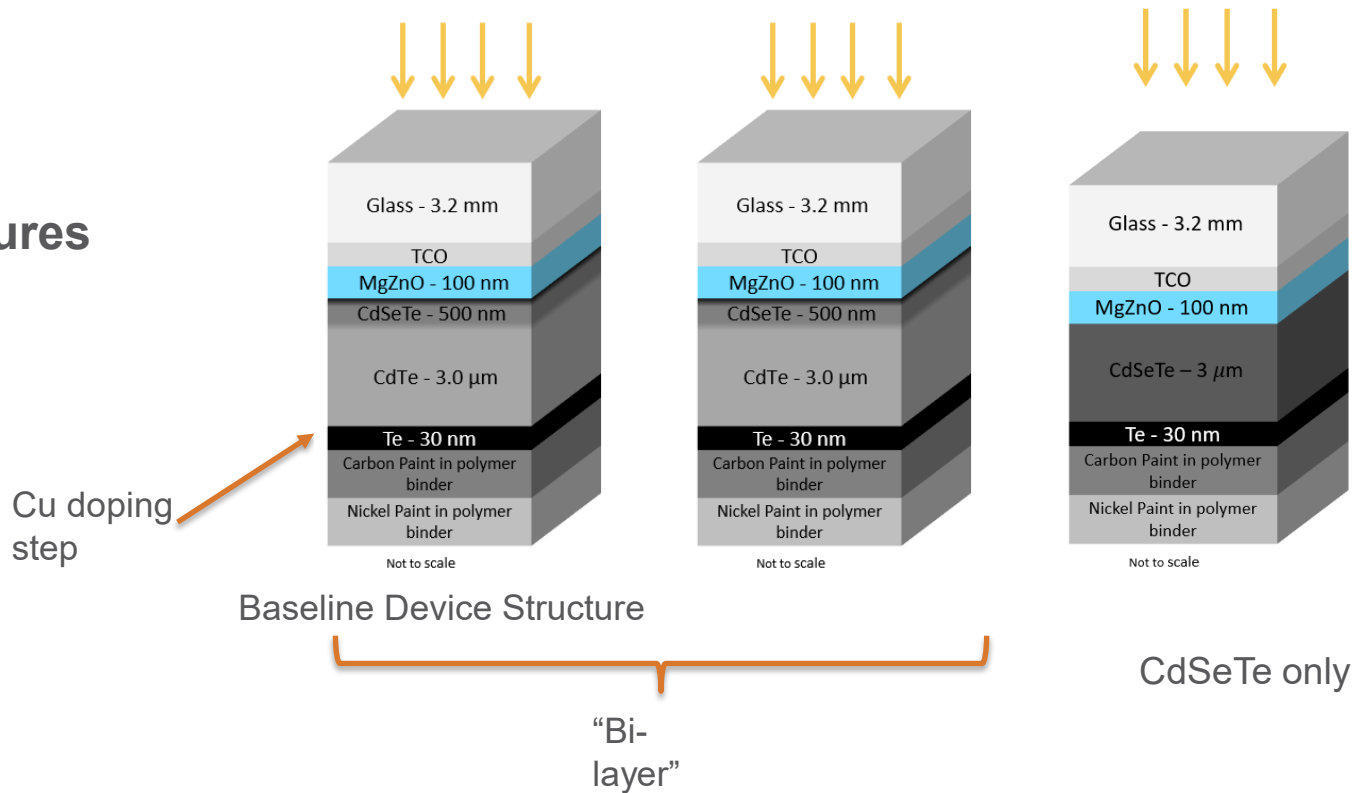 ures
Glass - 3.2 mm
TCO
MgZnO - 100 nm
CdSeTe - 500 nm
CdTe - 3.0 µm
Te - 30 nm
Carbon Paint in polymer
binder
Nickel Paint in polymer
binder
Not to scale
Glass - 3.2 mm
TCO
MgZnO - 100 nm
CdSeTe - 500 nm
CdTe - 3.0 µm
Te - 30 nm
Carbon Paint in polymer
binder
Nickel Paint in polymer
binder
Not to scale
Glass - 3.2 mm
TCO
MgZnO - 100 nm
CdSeTe – 3 µm
Te - 30 nm
Carbon Paint in polymer
binder
Nickel Paint in polymer
binder
Not to scale
Cu doping
step
Baseline Device Structure
CdSeTe only
“Bi-
layer”